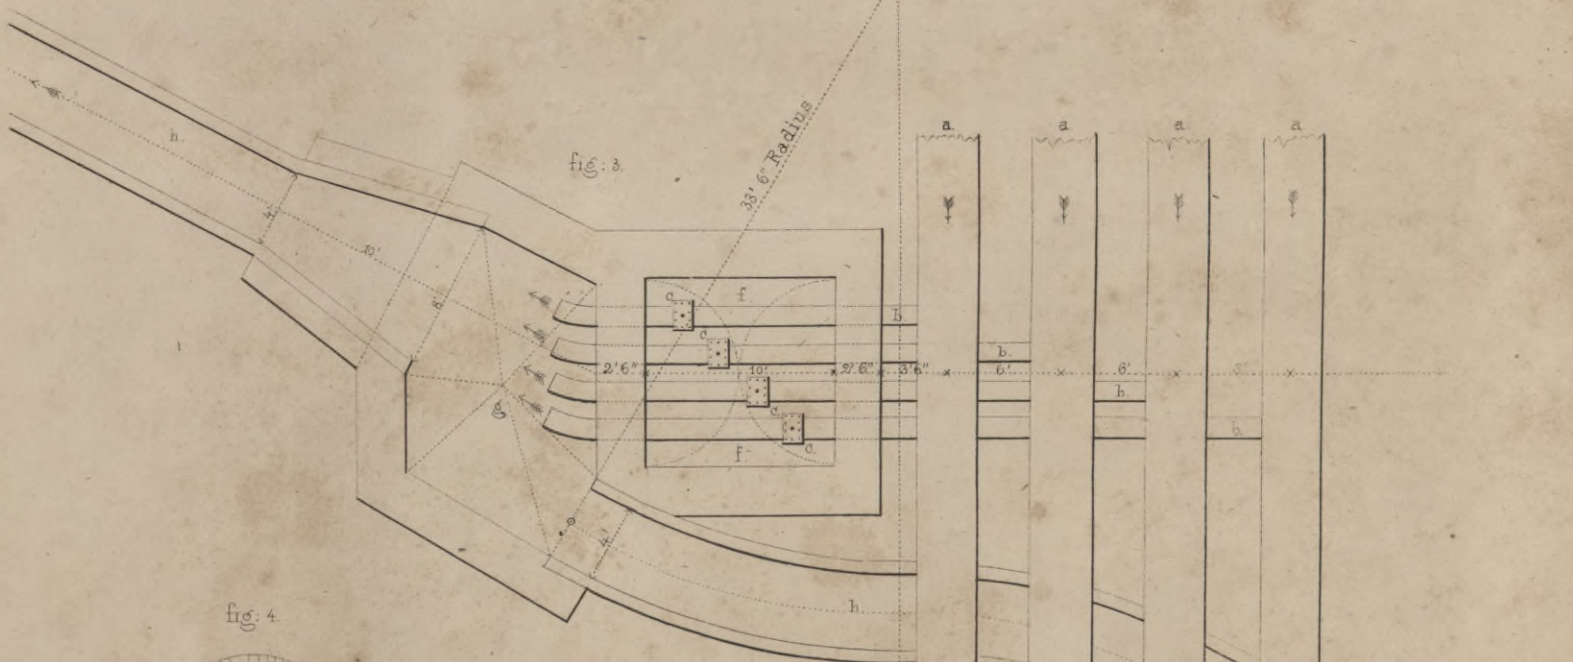 a. a. a. a.
h.
fig: 3.
33' 6" Radius
4'
10'
8'
c. f.
b.
c.
b.
2' 6" 10' 2' 6" 3' 6" 6' 6'
b.
g
c.
b.
f. c.
4'
h.
fig: 4.